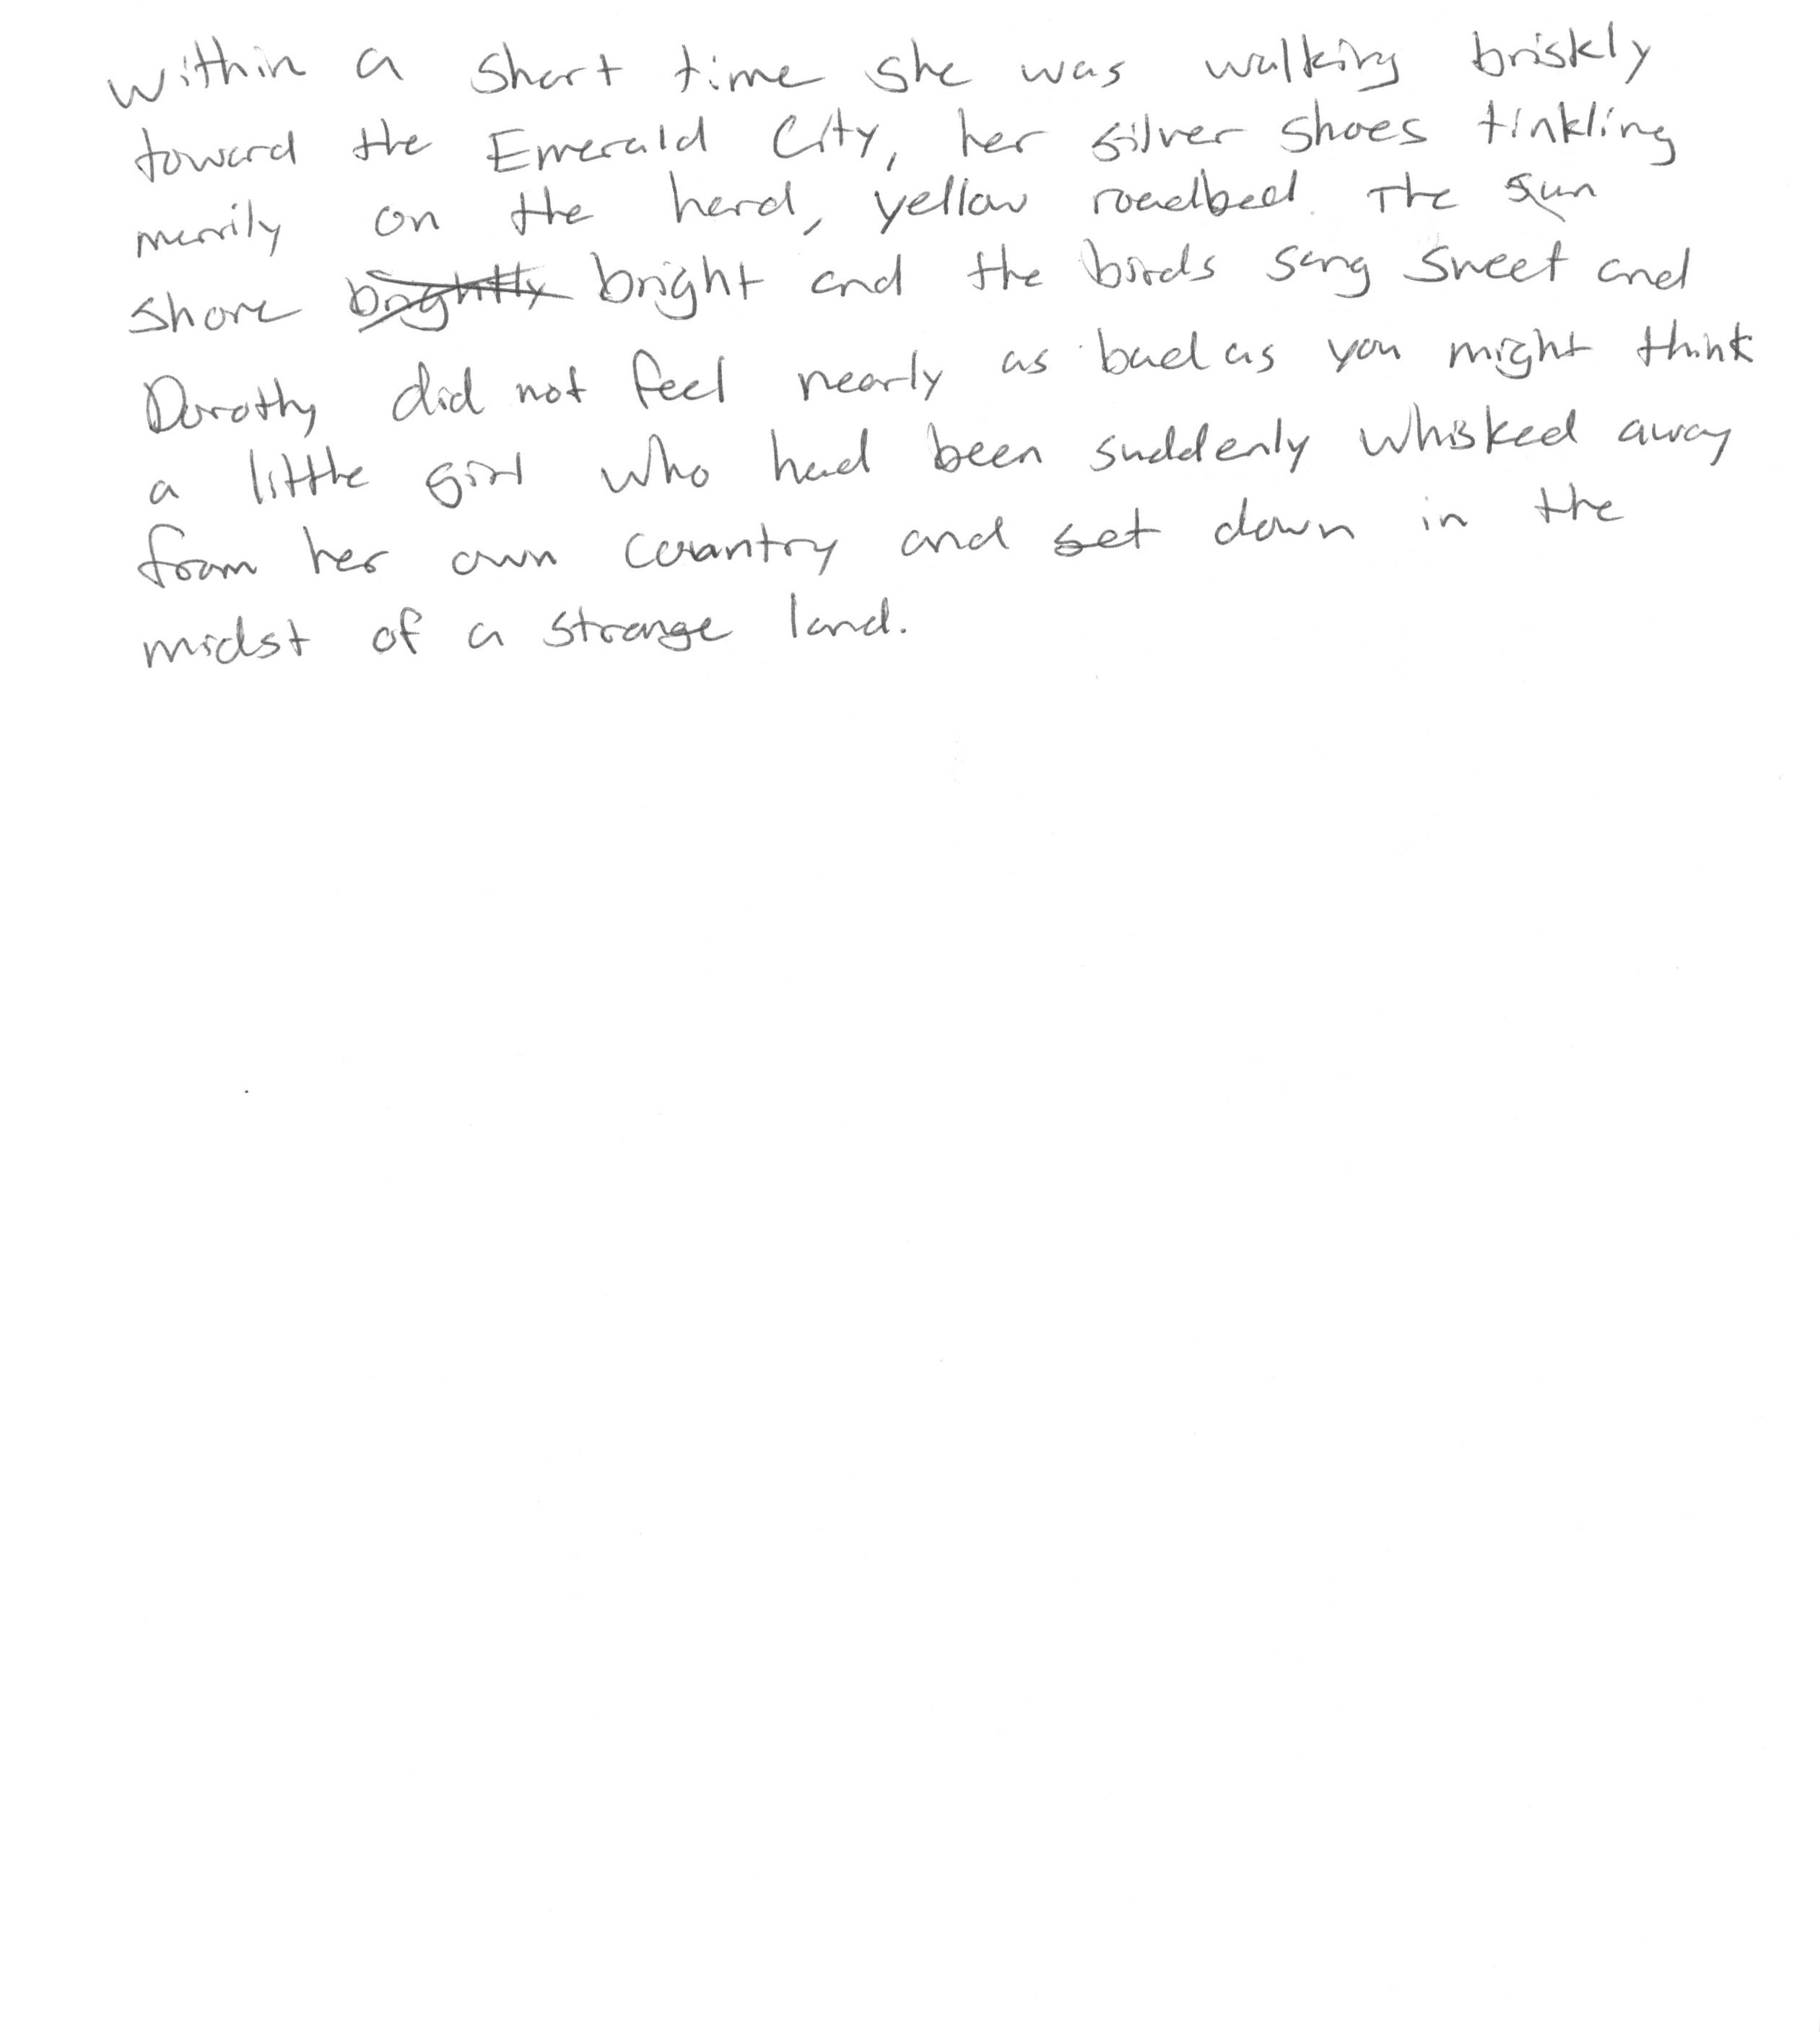 Within a short time she was walking briskly
toward the Emerald City, her silver shoes tinkling
merrily on the hard, yellow roadbed. The sun
shone brightly bright and the birds sang sweet and
Dorothy did not feel nearly as bad as you might think
a little girl who had been suddenly whisked away
from her own country and set down in the
midst of a strange land.